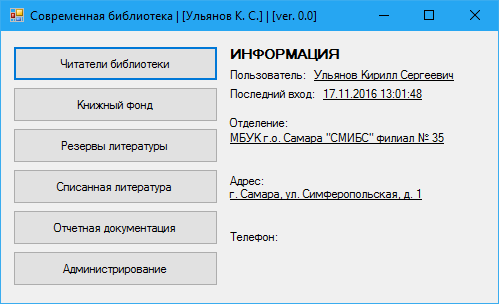 Современная библиотека | [Ульянов К. С.] | [ver. 0.0]
Читатели библиотеки
Книжный фонд
Резервы литературы
Списанная литература
Отчетная документация
Администрирование
ИНФОРМАЦИЯ
Пользователь: Ульянов Кирилл Сергеевич
Последний вход: 17.11.2016 13:01:48
Отделение:
МБУК г.о. Самара "СМИБС" филиал № 35
Адрес:
г. Самара, ул. Симферопольская, д. 1
Телефон: